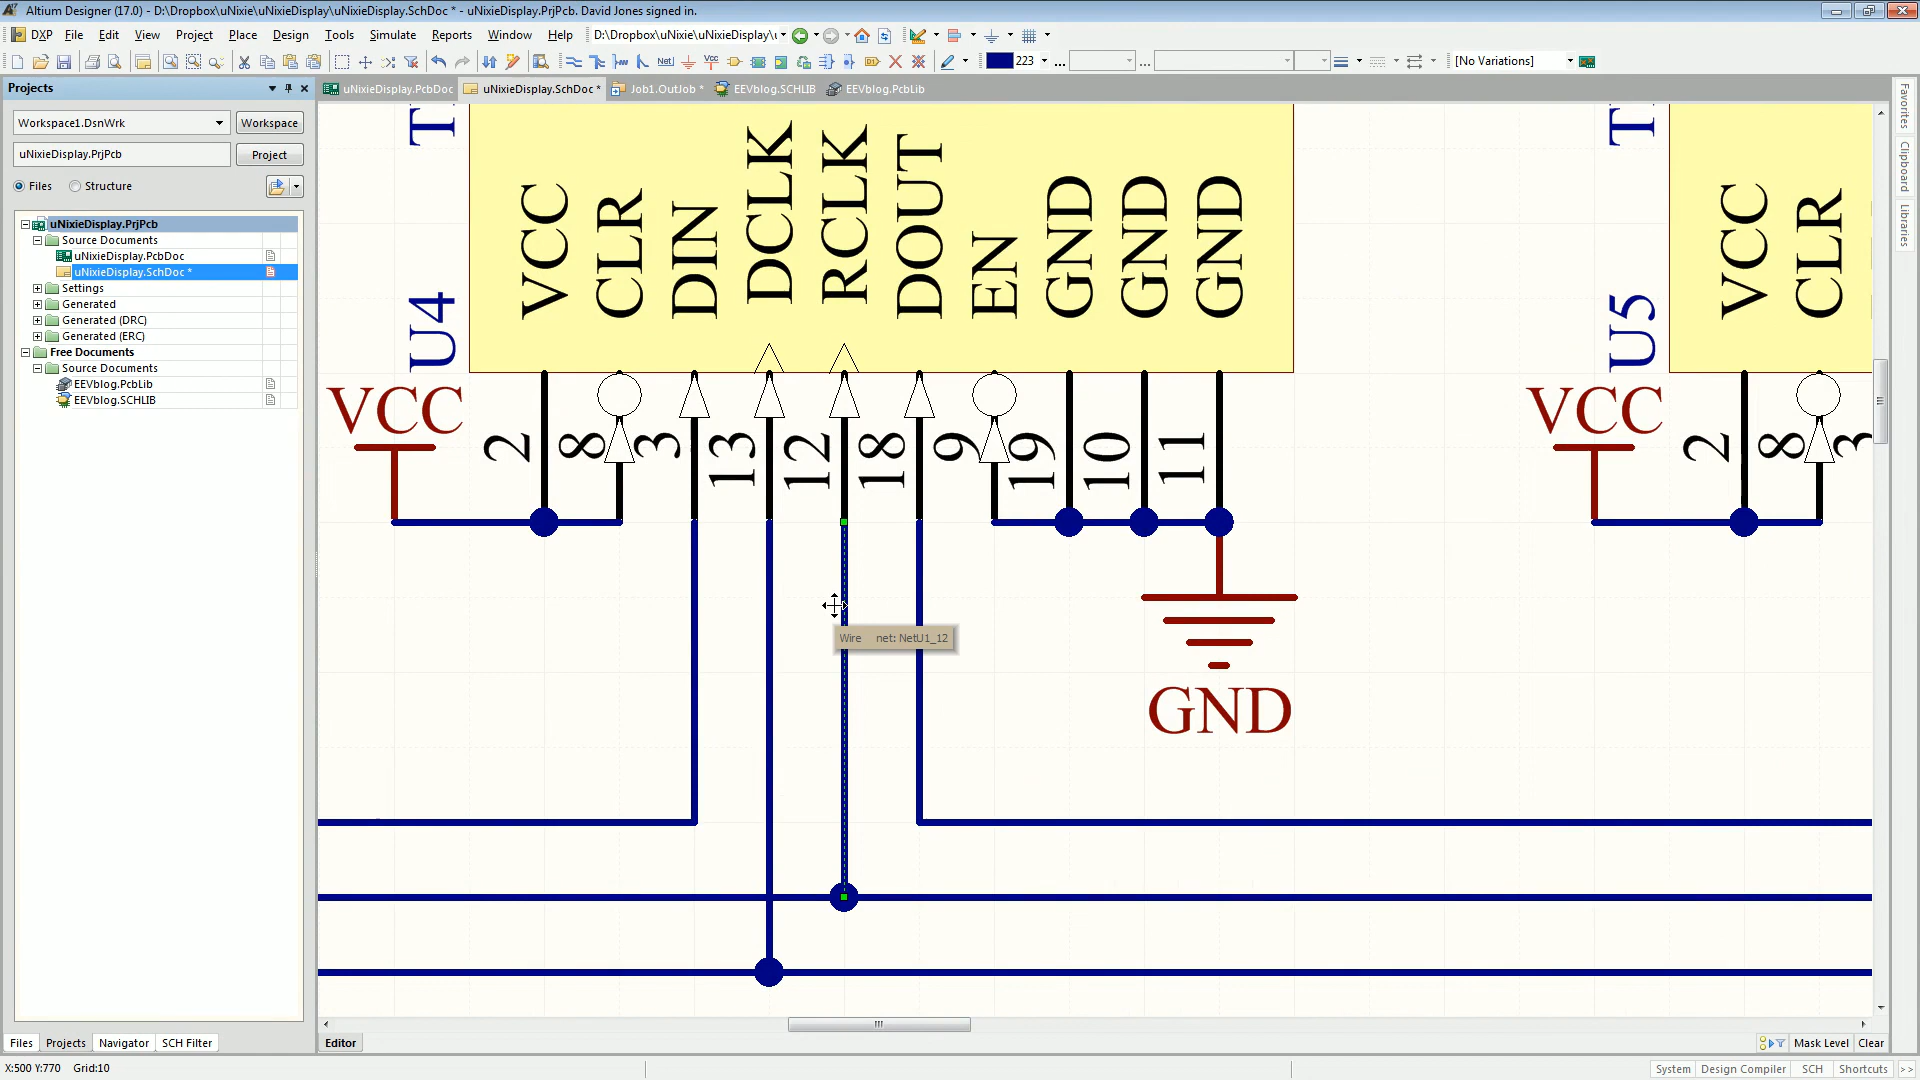 Altium Designer (17.0) - D:\Dropbox\uNixie\uNixieDisplay\uNixieDisplay.SchDoc * - uNixieDisplay.PrjPcb. David Jones signed in.
DXP File Edit View Project Place Design Tools Simulate Reports Window Help D:\Dropbox\uNixie\uNixieDisplay\
Net Vcc D1 223 ... ... [No Variations]
Projects
uNixieDisplay.PcbDoc uNixieDisplay.SchDoc * Job1.OutJob * EEVblog.SCHLIB EEVblog.PcbLib
Workspace1.DsnWrk Workspace
uNixieDisplay.PrjPcb Project
Files Structure
uNixieDisplay.PrjPcb
Source Documents
uNixieDisplay.PcbDoc
uNixieDisplay.SchDoc *
Settings
Generated
Generated (DRC)
Generated (ERC)
Free Documents
Source Documents
EEVblog.PcbLib
EEVblog.SCHLIB
U4
VCC CLR DIN DCLK RCLK DOUT EN GND GND GND
VCC
2 8 3 13 12 18 9 19 10 11
GND
U5
VCC CLR
VCC
2 8 3
Wire net: NetU1_12
Favorites
Clipboard
Libraries
Files Projects Navigator SCH Filter
Editor
Mask Level Clear
X:500 Y:770 Grid:10
System Design Compiler SCH Shortcuts >>